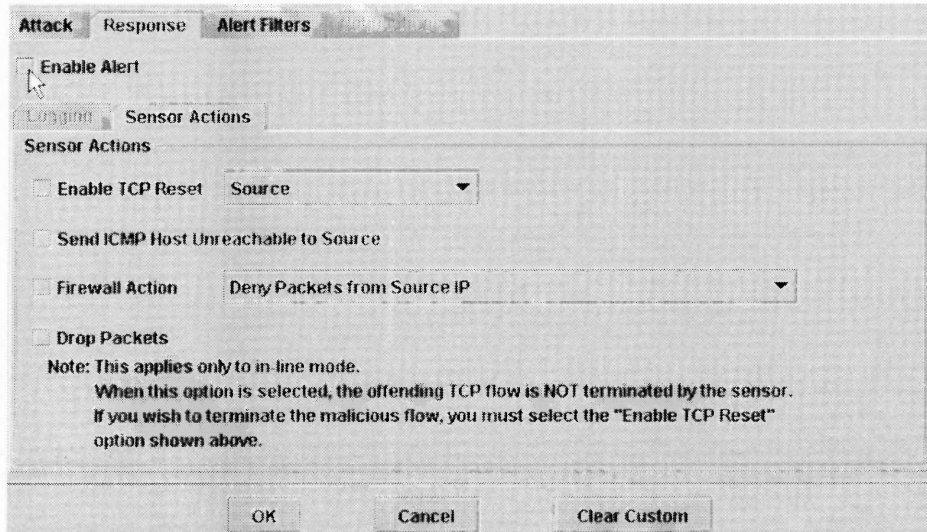 Attack Response Alert Filters
Enable Alert
Logging Sensor Actions
Sensor Actions
Enable TCP Reset Source
Send ICMP Host Unreachable to Source
Firewall Action Deny Packets from Source IP
Drop Packets
Note: This applies only to in-line mode.
When this option is selected, the offending TCP flow is NOT terminated by the sensor.
If you wish to terminate the malicious flow, you must select the "Enable TCP Reset"
option shown above.
OK Cancel Clear Custom